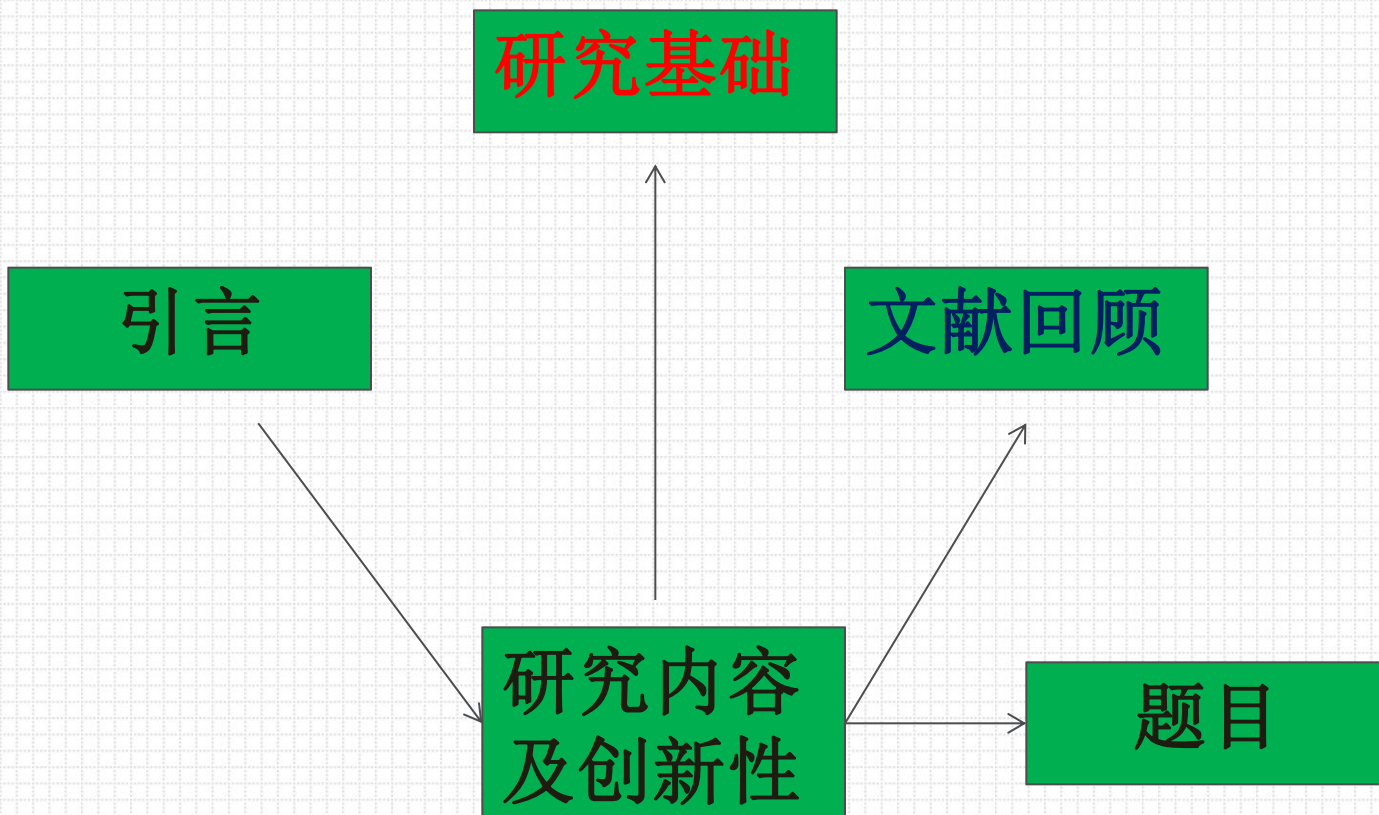 研究基础
引言
文献回顾
研究内容
及创新性
题目